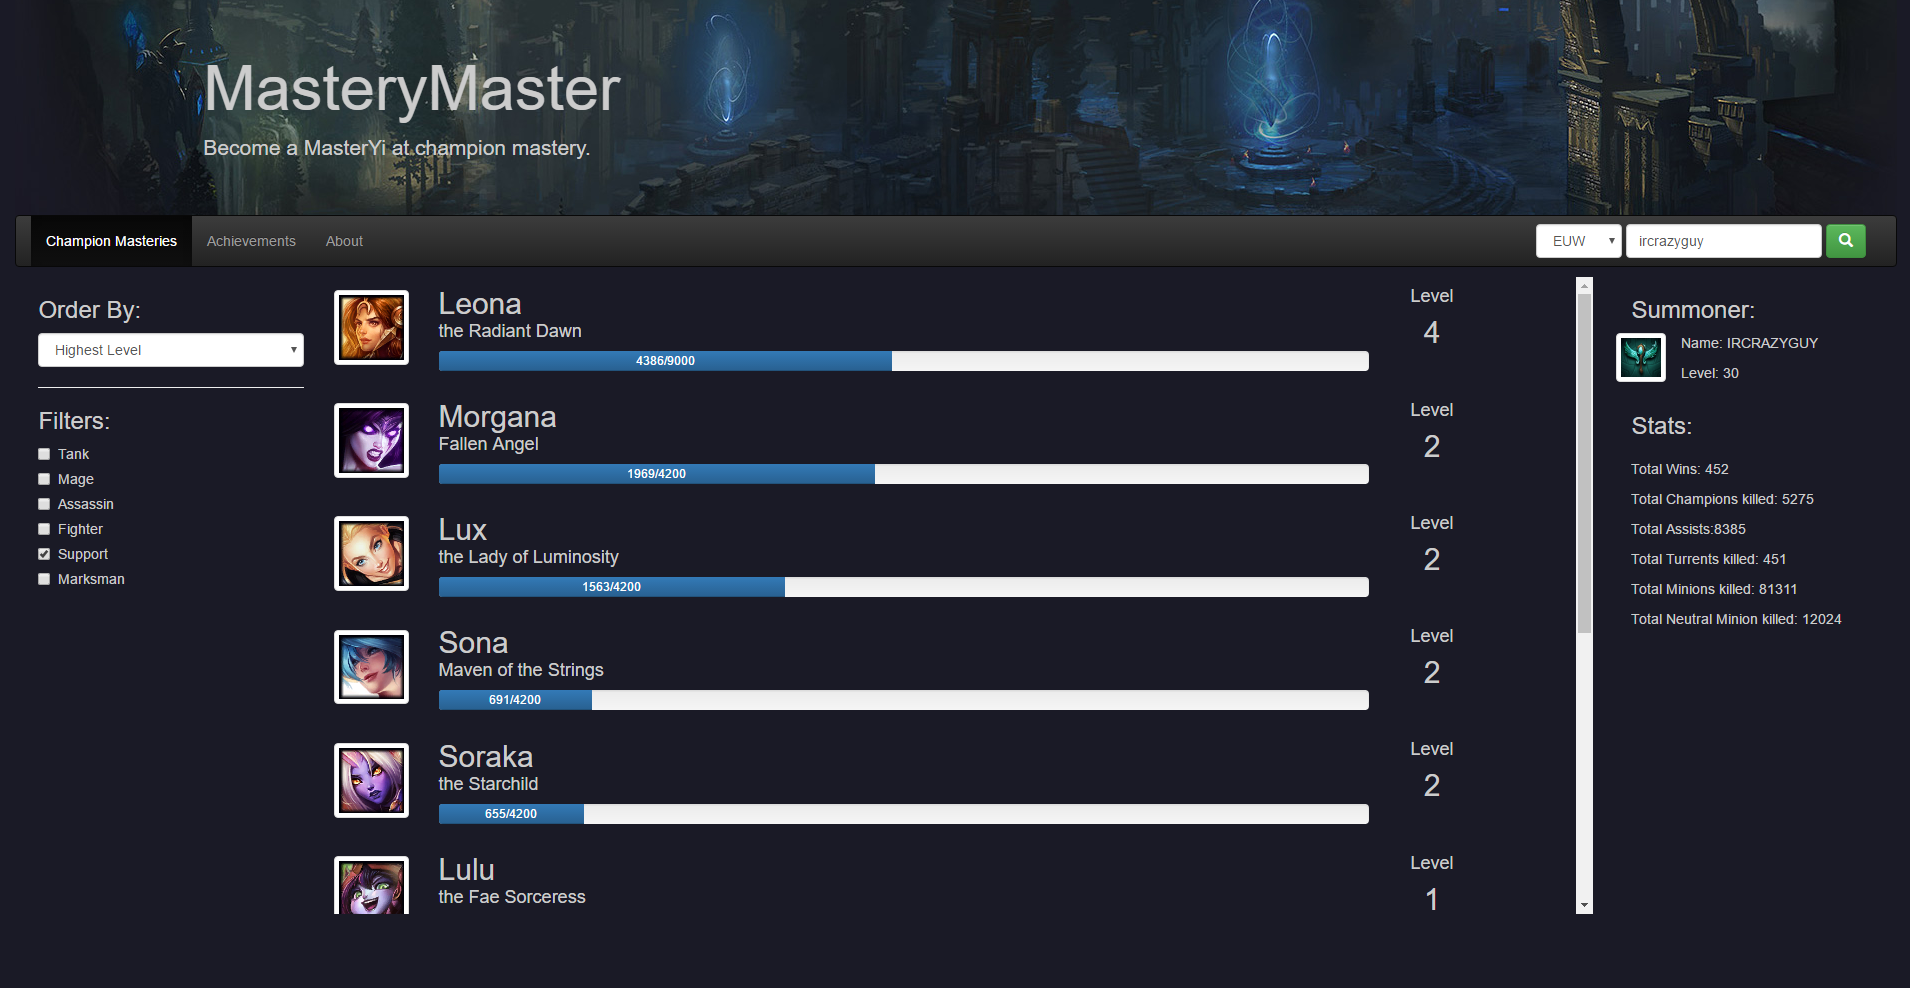 MasteryMaster
Become a MasterYi at champion mastery.
Champion Masteries Achievements About EUW ircrazyguy
Order By:
Highest Level
Filters:
Tank
Mage
Assassin
Fighter
Support
Marksman
Leona
the Radiant Dawn
4386/9000
Level
4
Morgana
Fallen Angel
1969/4200
Level
2
Lux
the Lady of Luminosity
1563/4200
Level
2
Sona
Maven of the Strings
691/4200
Level
2
Soraka
the Starchild
655/4200
Level
2
Lulu
the Fae Sorceress
Level
1
Summoner:
Name: IRCRAZYGUY
Level: 30
Stats:
Total Wins: 452
Total Champions killed: 5275
Total Assists:8385
Total Turrents killed: 451
Total Minions killed: 81311
Total Neutral Minion killed: 12024